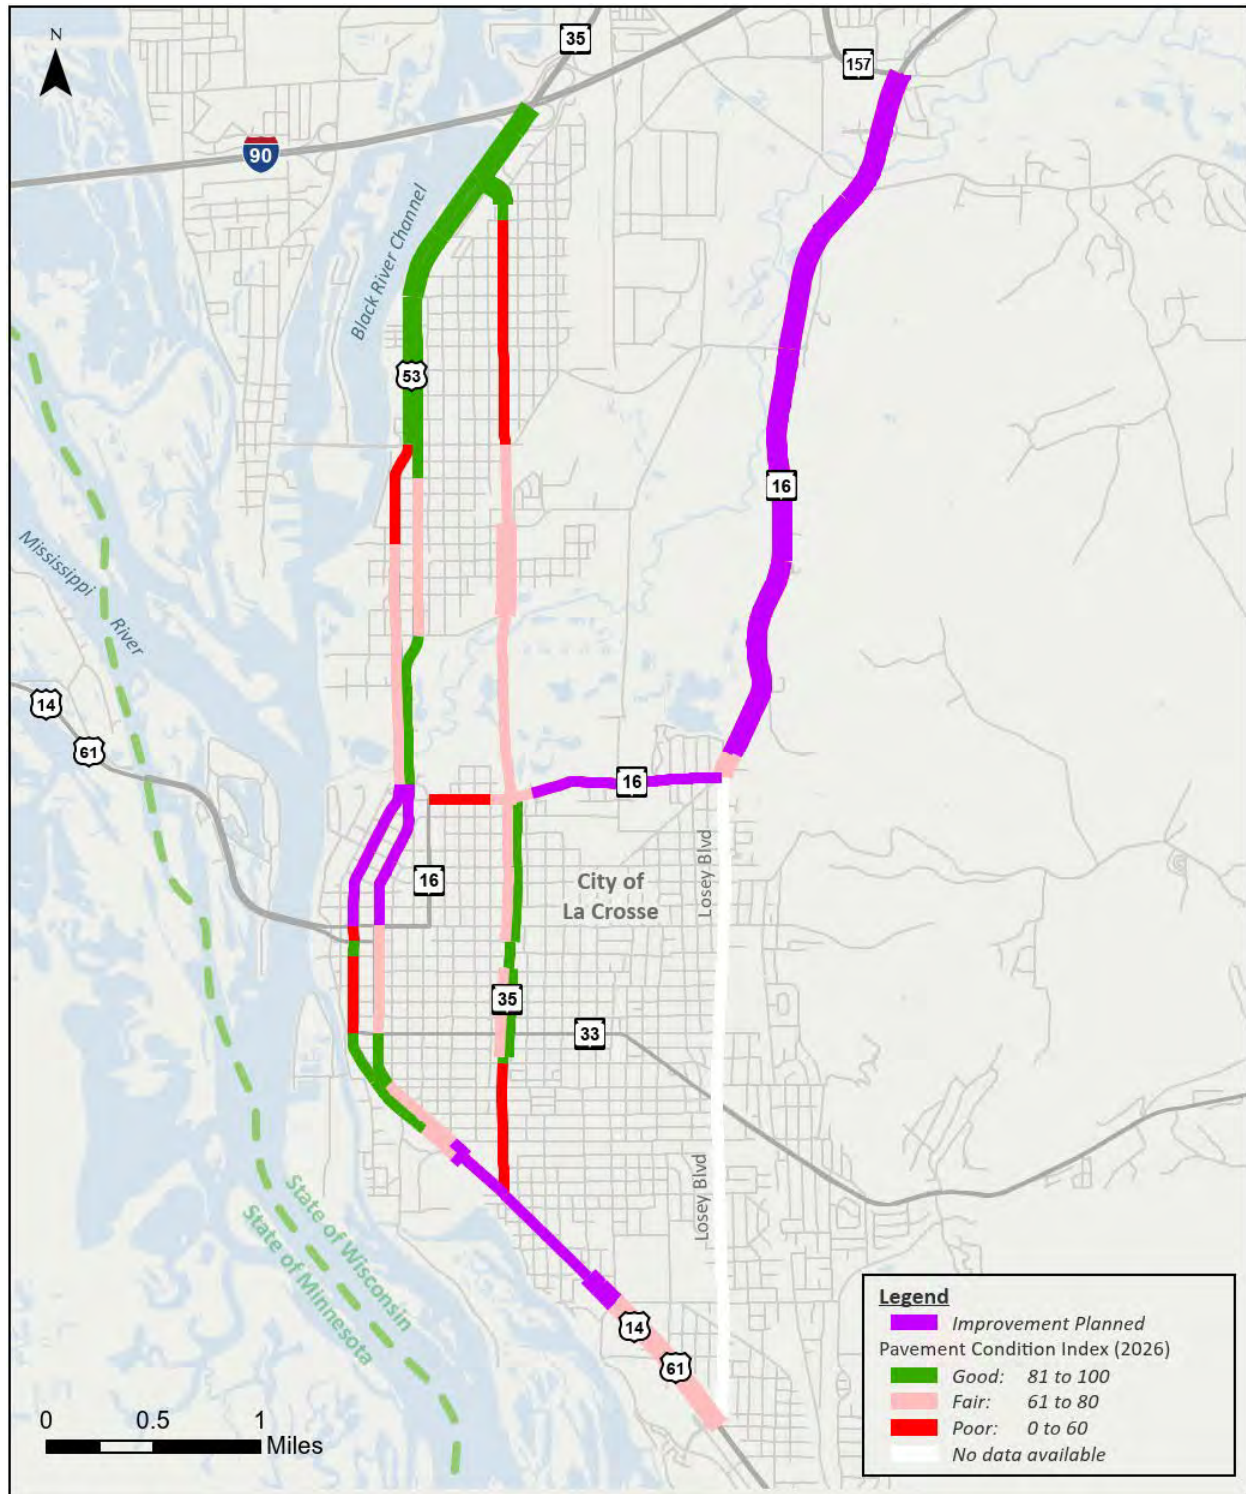 N
35
157
90
Black River Channel
53
16
Mississippi
River
14
61
16
16
City of
La Crosse
Losey Blvd
35
33
Losey Blvd
State of Wisconsin
State of Minnesota
14
61
0 0.5 1
Miles
Legend
Improvement Planned
Pavement Condition Index (2026)
Good: 81 to 100
Fair: 61 to 80
Poor: 0 to 60
No data available